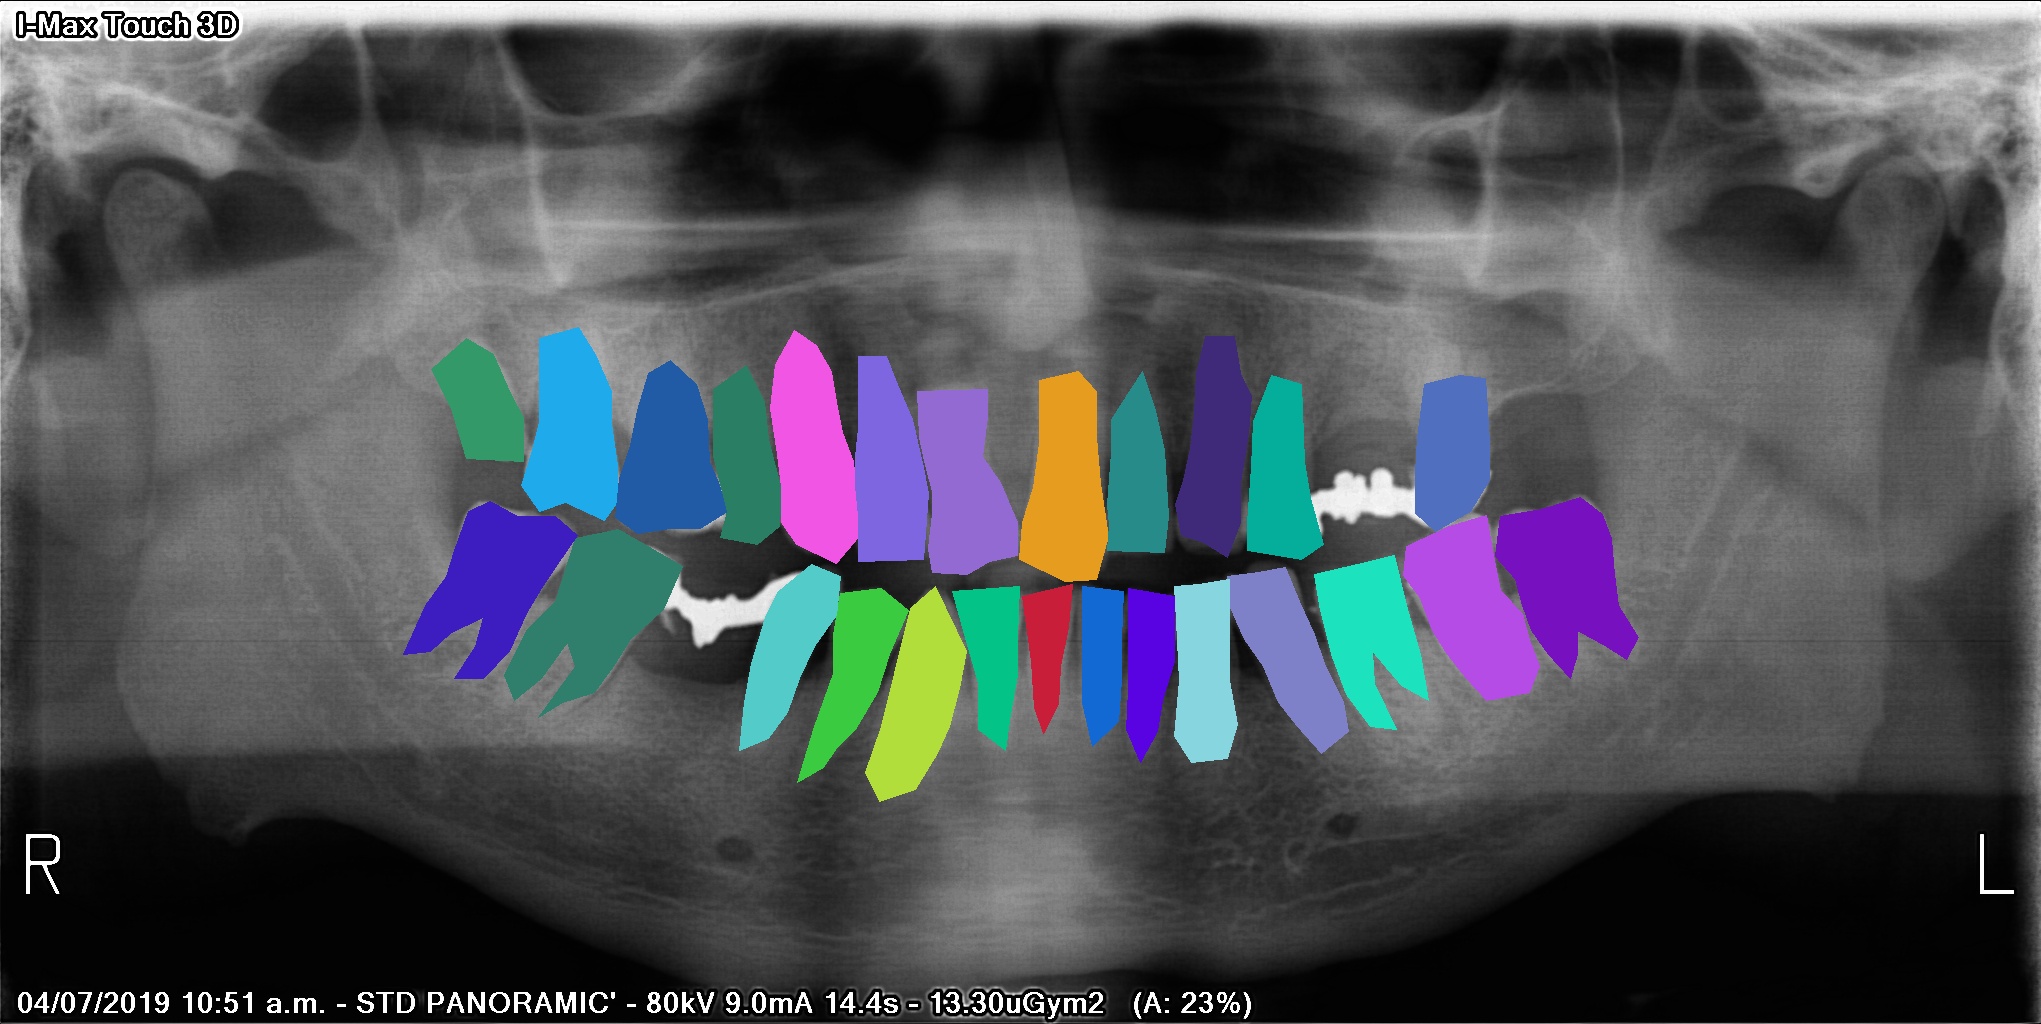 I-Max Touch 3D
R
L
04/07/2019 10:51 a.m. - STD PANORAMIC' - 80kV 9.0mA 14.4s - 13.30uGym2 (A: 23%)